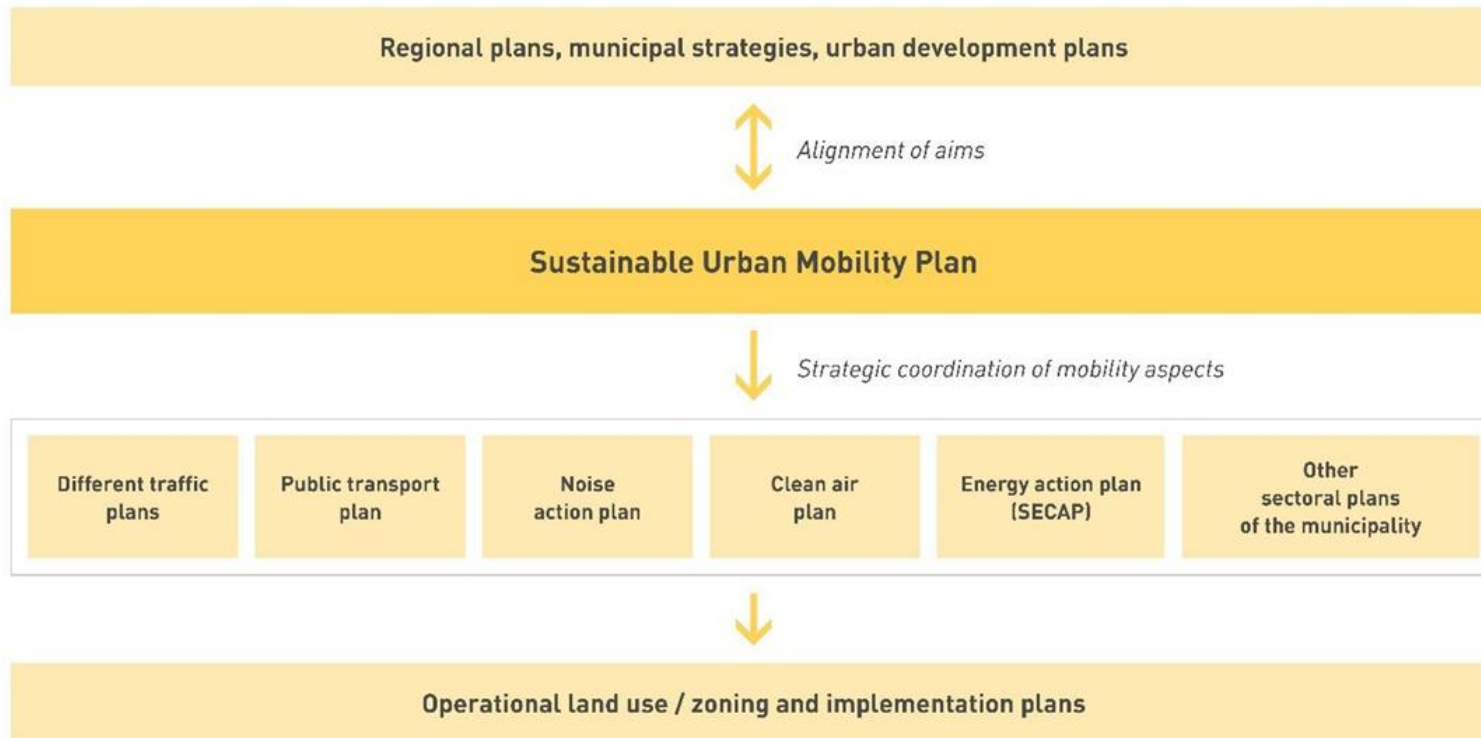 Regional plans, municipal strategies, urban development plans
Alignment of aims
Sustainable Urban Mobility Plan
Strategic coordination of mobility aspects
Different traffic
plans
Public transport
plan
Noise
action plan
Clean air
plan
Energy action plan
(SECAP)
Other
sectoral plans
of the municipality
Operational land use / zoning and implementation plans